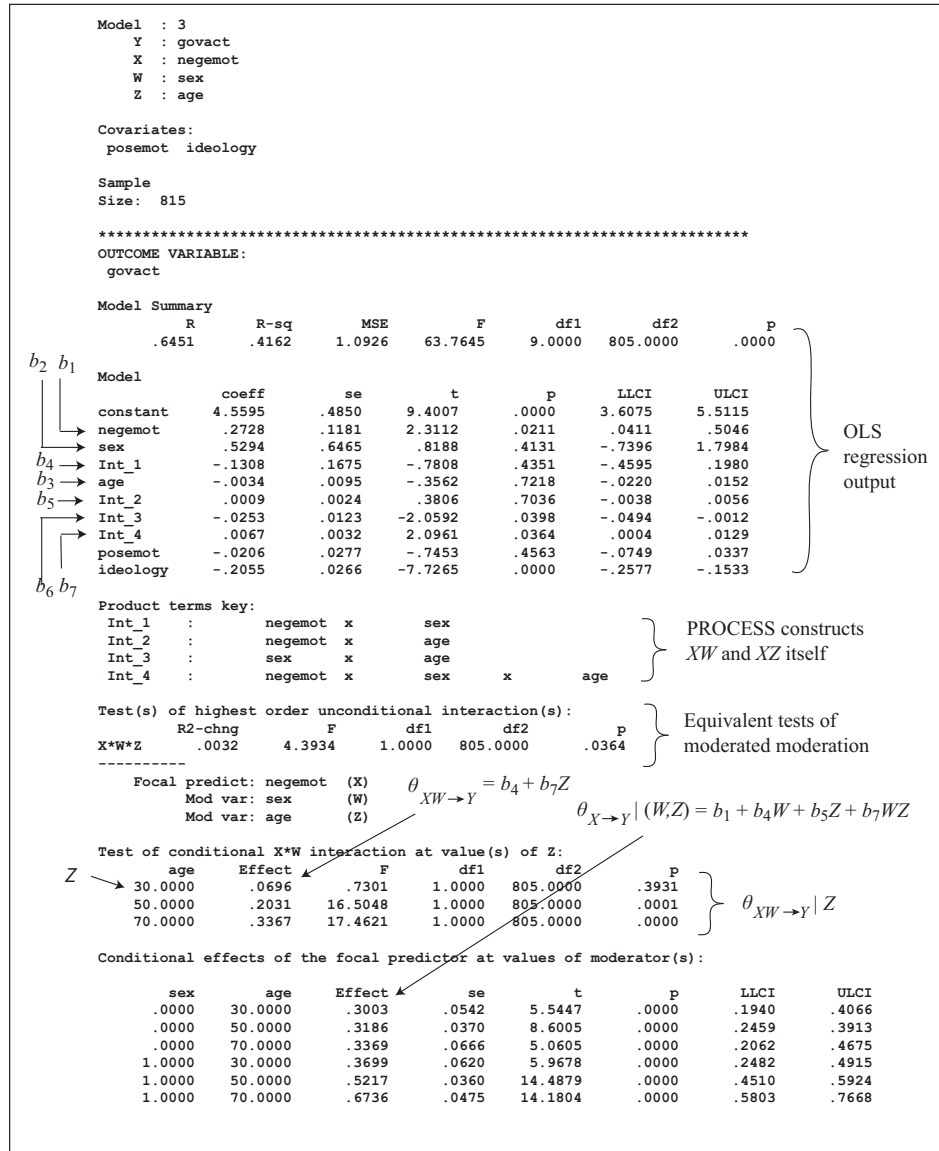 Model : 3
Y : govact
X : negemot
W : sex
Z : age
Covariates:
posemot ideology
Sample
Size: 815
**************************************************************************
OUTCOME VARIABLE:
govact
Model Summary
R R-sq MSE F df1 df2 p
.6451 .4162 1.0926 63.7645 9.0000 805.0000 .0000
b2 b1
Model
coeff se t p LLCI ULCI
constant 4.5595 .4850 9.4007 .0000 3.6075 5.5115
negemot .2728 .1181 2.3112 .0211 .0411 .5046
sex .5294 .6465 .8188 .4131 -.7396 1.7984
b4 Int_1 -.1308 .1675 -.7808 .4351 -.4595 .1980
b3 age -.0034 .0095 -.3562 .7218 -.0220 .0152
b5 Int_2 .0009 .0024 .3806 .7036 -.0038 .0056
Int_3 -.0253 .0123 -2.0592 .0398 -.0494 -.0012
Int_4 .0067 .0032 2.0961 .0364 .0004 .0129
posemot -.0206 .0277 -.7453 .4563 -.0749 .0337
ideology -.2055 .0266 -7.7265 .0000 -.2577 -.1533
b6 b7
OLS
regression
output
Product terms key:
Int_1 : negemot x sex
Int_2 : negemot x age
Int_3 : sex x age
Int_4 : negemot x sex x age
PROCESS constructs
XW and XZ itself
Test(s) of highest order unconditional interaction(s):
R2-chng F df1 df2 p
X*W*Z .0032 4.3934 1.0000 805.0000 .0364
----------
Equivalent tests of
moderated moderation
Focal predict: negemot (X)
Mod var: sex (W)
Mod var: age (Z)
θXW→Y = b4 + b7Z
θX→Y | (W,Z) = b1 + b4W + b5Z + b7WZ
Test of conditional X*W interaction at value(s) of Z:
age Effect F df1 df2 p
Z 30.0000 .0696 .7301 1.0000 805.0000 .3931
50.0000 .2031 16.5048 1.0000 805.0000 .0001
70.0000 .3367 17.4621 1.0000 805.0000 .0000
θXW→Y | Z
Conditional effects of the focal predictor at values of moderator(s):
sex age Effect se t p LLCI ULCI
.0000 30.0000 .3003 .0542 5.5447 .0000 .1940 .4066
.0000 50.0000 .3186 .0370 8.6005 .0000 .2459 .3913
.0000 70.0000 .3369 .0666 5.0605 .0000 .2062 .4675
1.0000 30.0000 .3699 .0620 5.9678 .0000 .2482 .4915
1.0000 50.0000 .5217 .0360 14.4879 .0000 .4510 .5924
1.0000 70.0000 .6736 .0475 14.1804 .0000 .5803 .7668